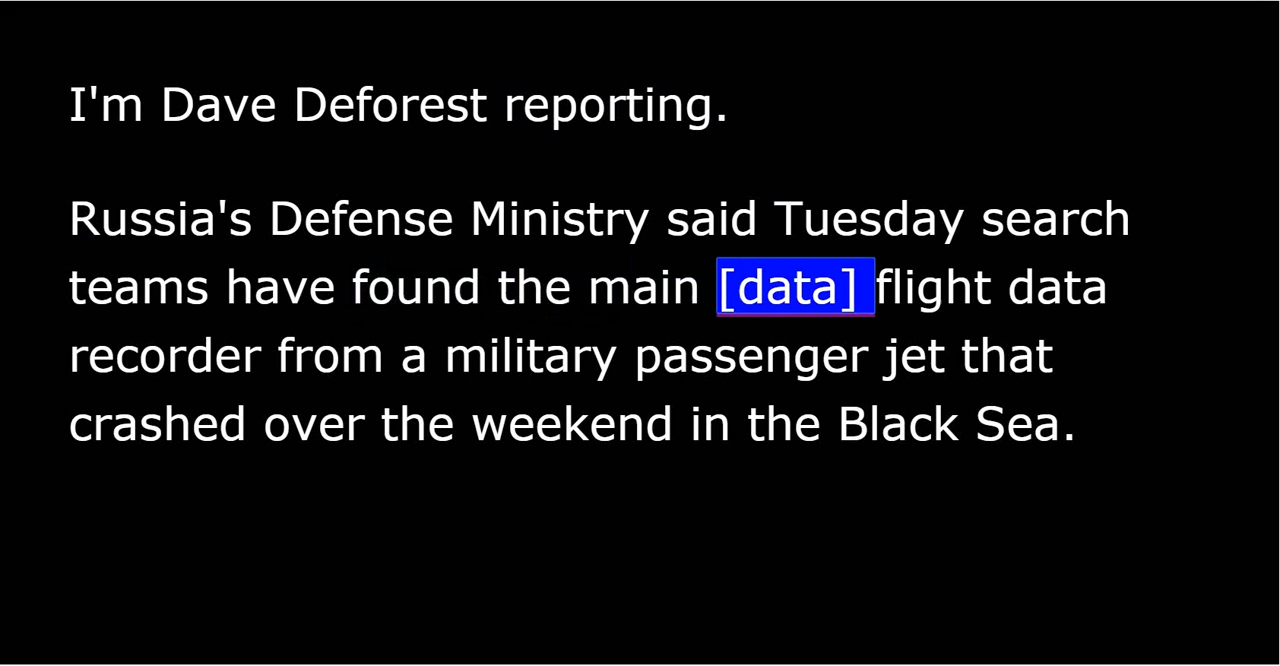 I'm Dave Deforest reporting.
Russia's Defense Ministry said Tuesday search
teams have found the main [data] flight data
recorder from a military passenger jet that
crashed over the weekend in the Black Sea.